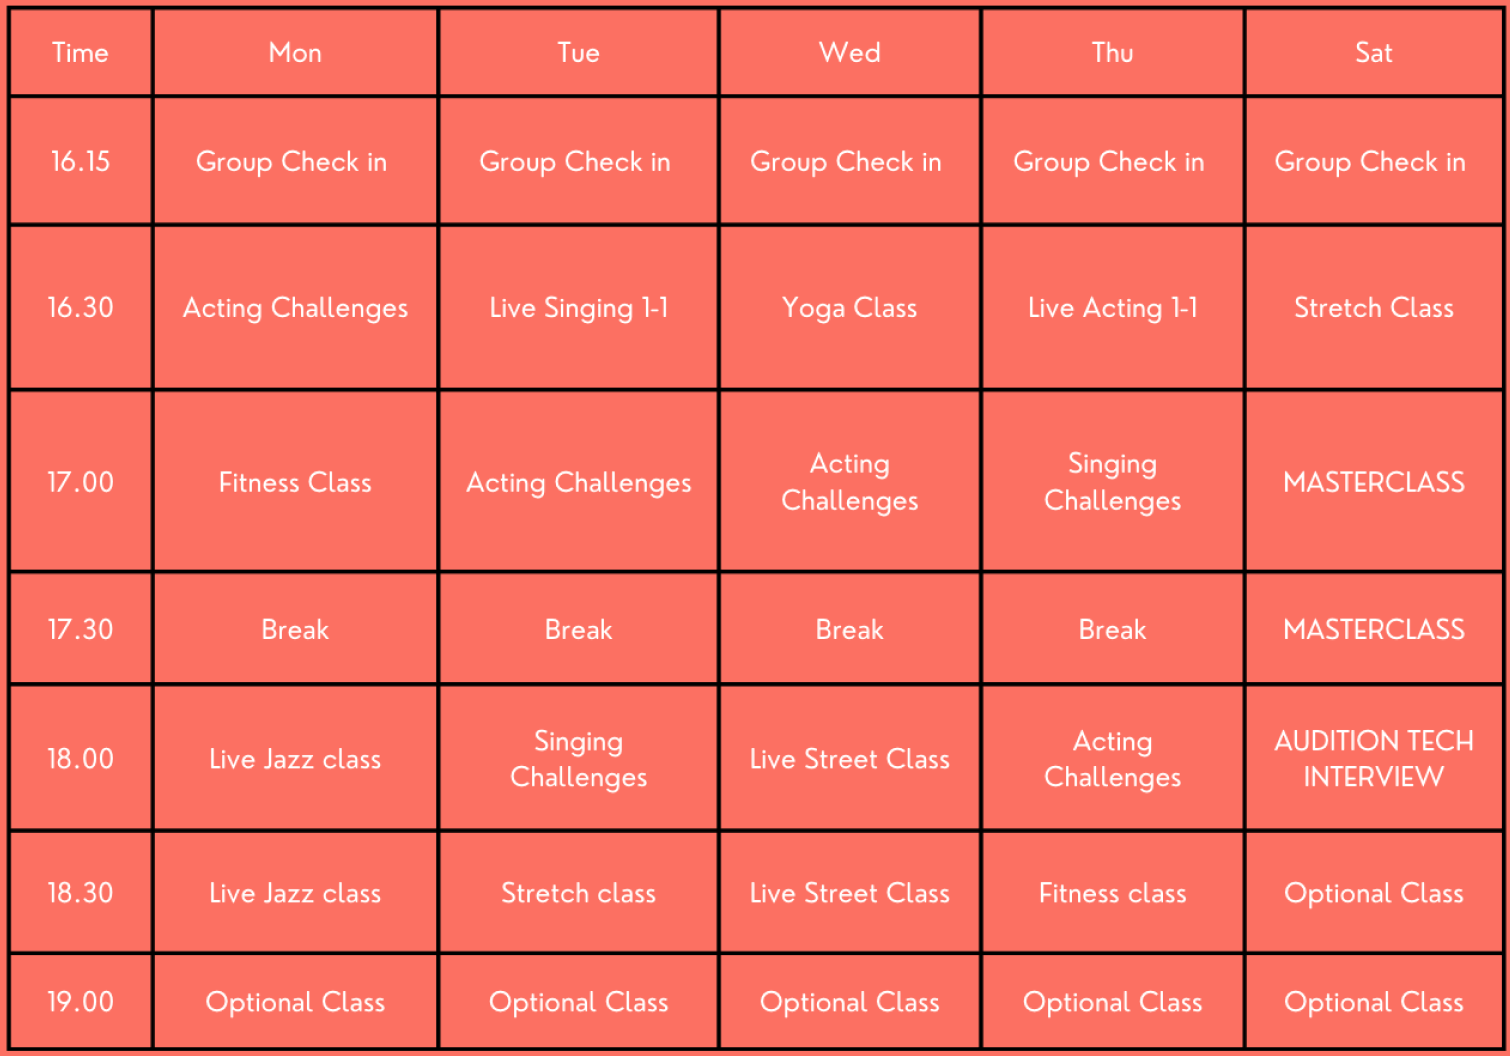 Time Mon Tue Wed Thu Sat
16.15 Group Check in Group Check in Group Check in Group Check in Group Check in
16.30 Acting Challenges Live Singing 1-1 Yoga Class Live Acting 1-1 Stretch Class
17.00 Fitness Class Acting Challenges Acting Challenges Singing Challenges MASTERCLASS
17.30 Break Break Break Break MASTERCLASS
18.00 Live Jazz class Singing Challenges Live Street Class Acting Challenges AUDITION TECH INTERVIEW
18.30 Live Jazz class Stretch class Live Street Class Fitness class Optional Class
19.00 Optional Class Optional Class Optional Class Optional Class Optional Class